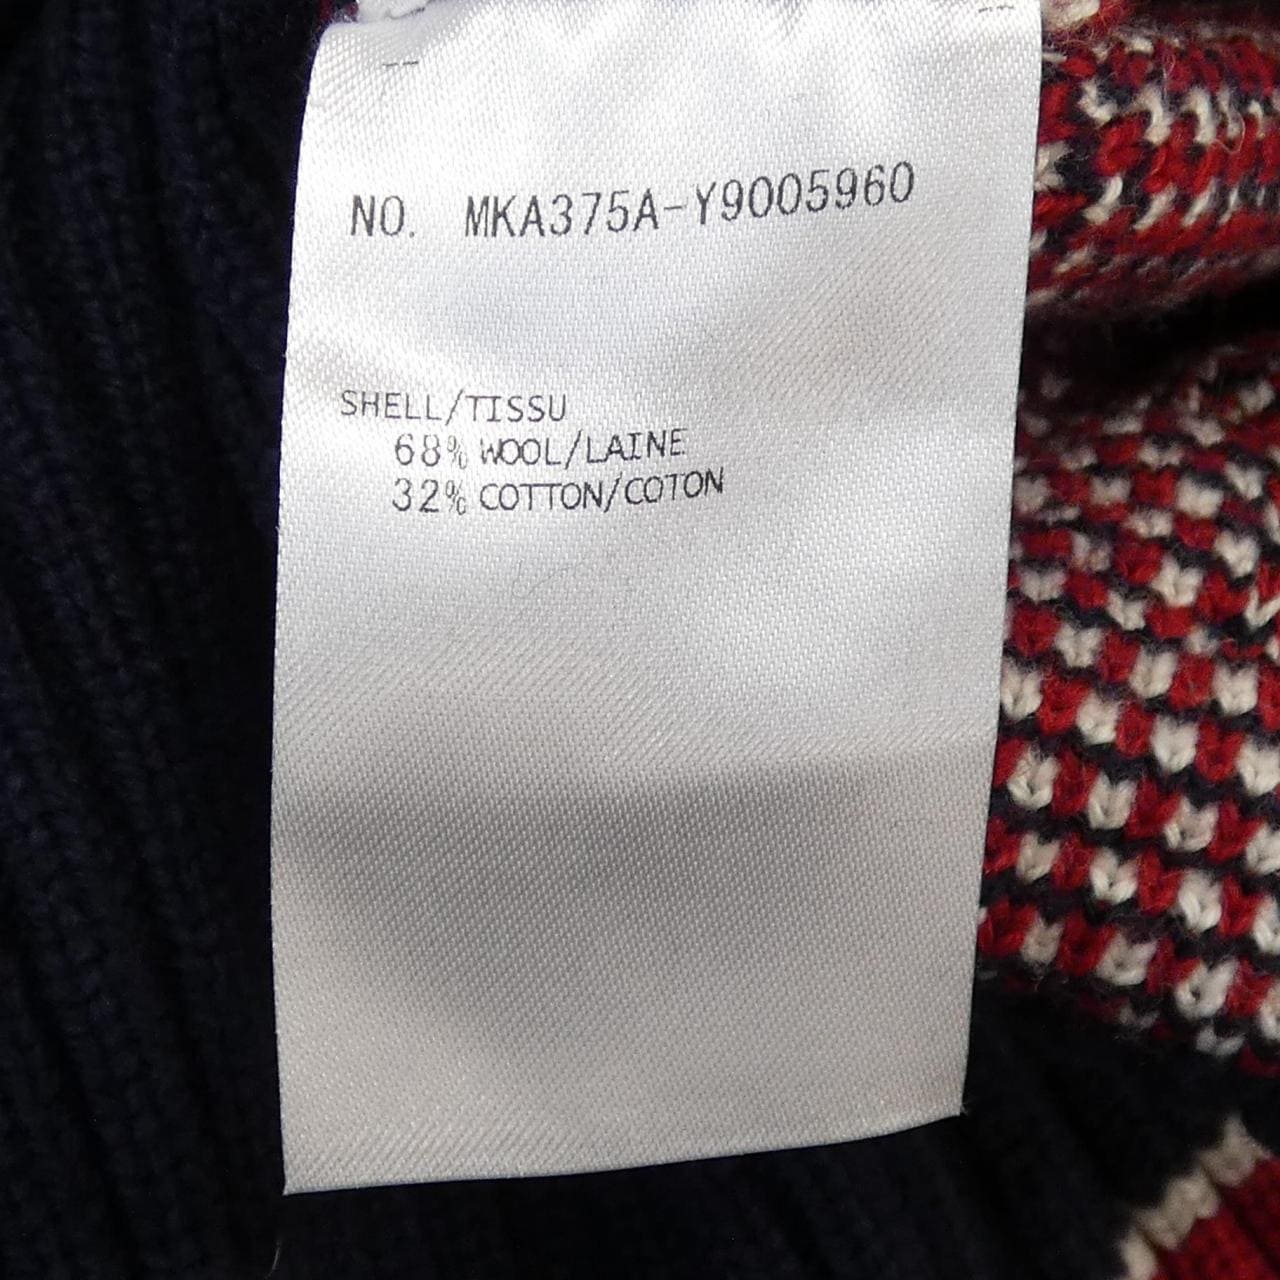 NO. MKA375A-Y9005960
SHELL/TISSU
68% WOOL/LAINE
32% COTTON/COTON